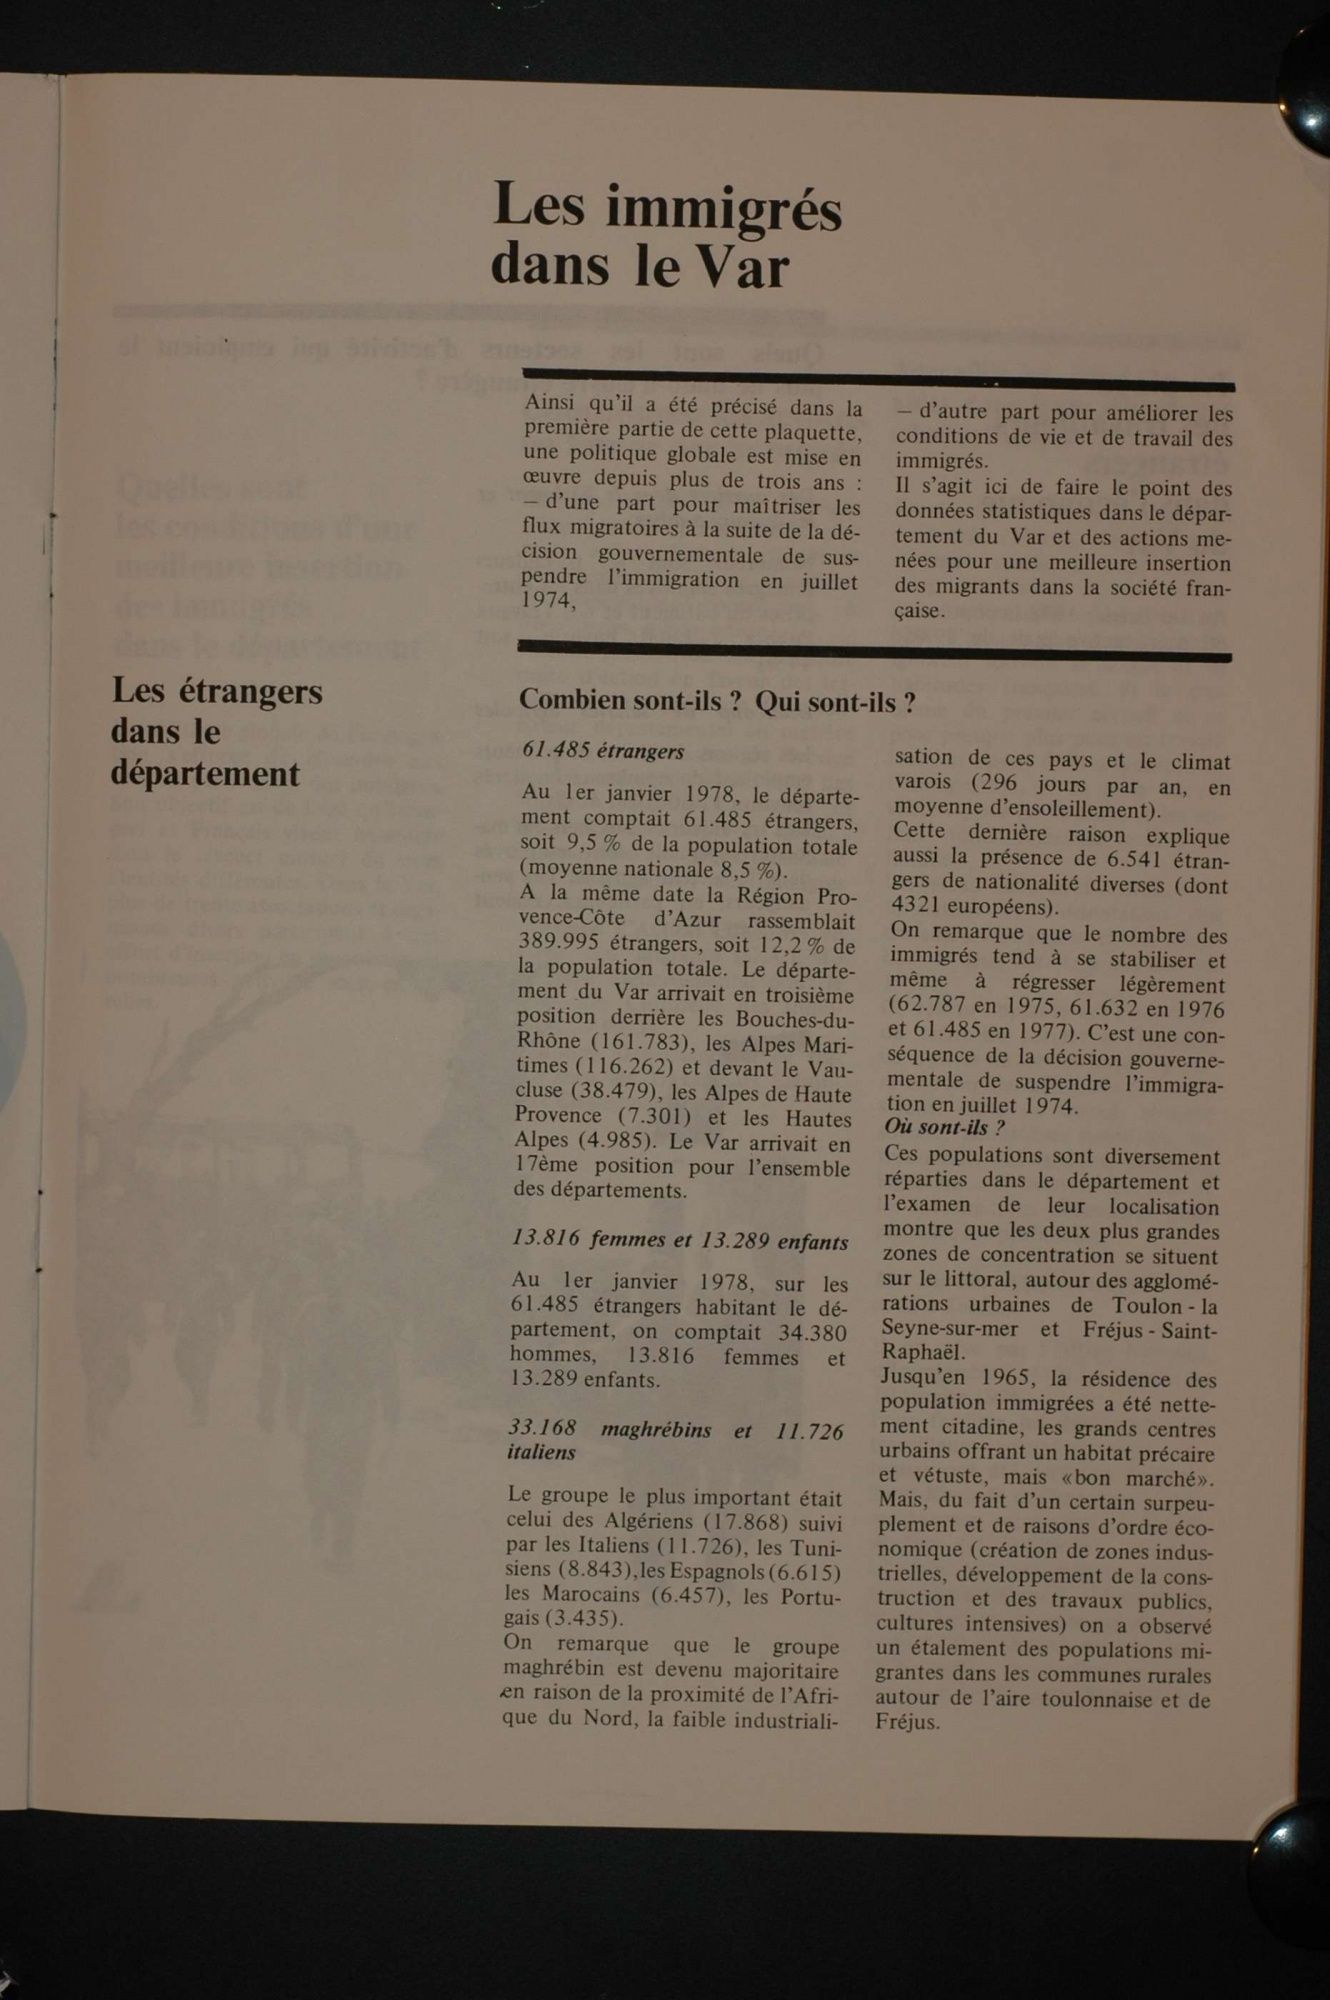 Les immigrés
dans le Var
Ainsi qu'il a été précisé dans la
première partie de cette plaquette,
une politique globale est mise en
œuvre depuis plus de trois ans :
– d'une part pour maîtriser les
flux migratoires à la suite de la dé-
cision gouvernementale de sus-
pendre l'immigration en juillet
1974,
– d'autre part pour améliorer les
conditions de vie et de travail des
immigrés.
Il s'agit ici de faire le point des
données statistiques dans le dépar-
tement du Var et des actions me-
nées pour une meilleure insertion
des migrants dans la société fran-
çaise.
Les étrangers
dans le
département
Combien sont-ils ? Qui sont-ils ?
61.485 étrangers
Au 1er janvier 1978, le départe-
ment comptait 61.485 étrangers,
soit 9,5 % de la population totale
(moyenne nationale 8,5 %).
A la même date la Région Pro-
vence-Côte d'Azur rassemblait
389.995 étrangers, soit 12,2 % de
la population totale. Le départe-
ment du Var arrivait en troisième
position derrière les Bouches-du-
Rhône (161.783), les Alpes Mari-
times (116.262) et devant le Vau-
cluse (38.479), les Alpes de Haute
Provence (7.301) et les Hautes
Alpes (4.985). Le Var arrivait en
17ème position pour l'ensemble
des départements.
13.816 femmes et 13.289 enfants
Au 1er janvier 1978, sur les
61.485 étrangers habitant le dé-
partement, on comptait 34.380
hommes, 13.816 femmes et
13.289 enfants.
33.168 maghrébins et 11.726
italiens
Le groupe le plus important était
celui des Algériens (17.868) suivi
par les Italiens (11.726), les Tuni-
siens (8.843),les Espagnols (6.615)
les Marocains (6.457), les Portu-
gais (3.435).
On remarque que le groupe
maghrébin est devenu majoritaire
en raison de la proximité de l'Afri-
que du Nord, la faible industriali-
sation de ces pays et le climat
varois (296 jours par an, en
moyenne d'ensoleillement).
Cette dernière raison explique
aussi la présence de 6.541 étran-
gers de nationalité diverses (dont
4321 européens).
On remarque que le nombre des
immigrés tend à se stabiliser et
même à régresser légèrement
(62.787 en 1975, 61.632 en 1976
et 61.485 en 1977). C'est une con-
séquence de la décision gouverne-
mentale de suspendre l'immigra-
tion en juillet 1974.
Où sont-ils ?
Ces populations sont diversement
réparties dans le département et
l'examen de leur localisation
montre que les deux plus grandes
zones de concentration se situent
sur le littoral, autour des agglomé-
rations urbaines de Toulon - la
Seyne-sur-mer et Fréjus - Saint-
Raphaël.
Jusqu'en 1965, la résidence des
population immigrées a été nette-
ment citadine, les grands centres
urbains offrant un habitat précaire
et vétuste, mais «bon marché».
Mais, du fait d'un certain surpeu-
plement et de raisons d'ordre éco-
nomique (création de zones indus-
trielles, développement de la cons-
truction et des travaux publics,
cultures intensives) on a observé
un étalement des populations mi-
grantes dans les communes rurales
autour de l'aire toulonnaise et de
Fréjus.